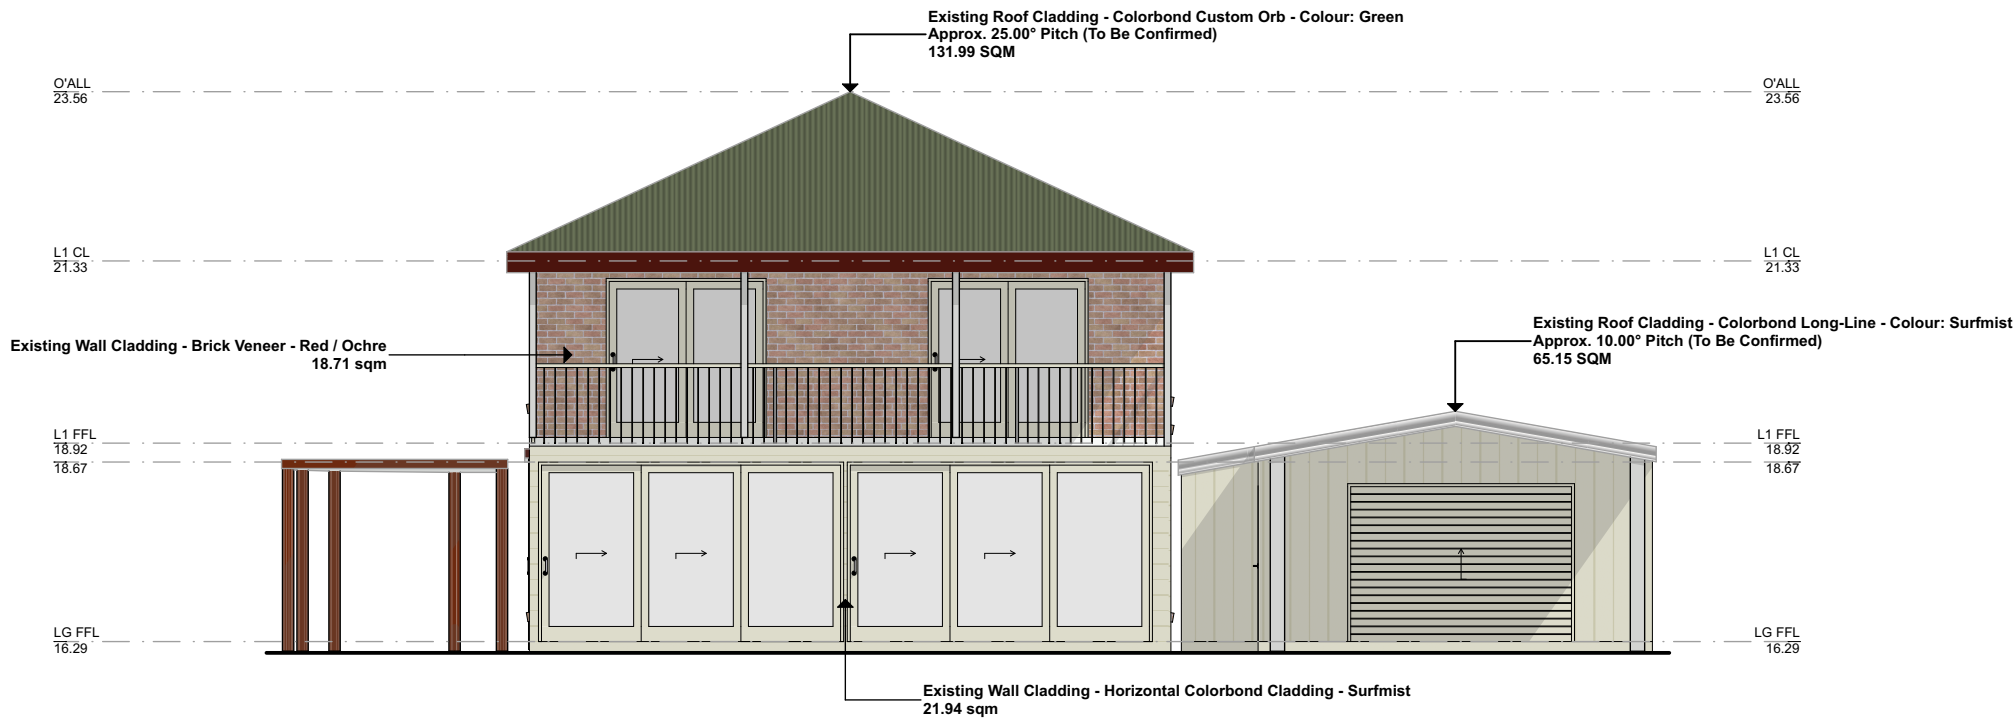 Existing Roof Cladding - Colorbond Custom Orb - Colour: Green
Approx. 25.00° Pitch (To Be Confirmed)
131.99 SQM
O'ALL
23.56
O'ALL
23.56
L1 CL
21.33
L1 CL
21.33
Existing Wall Cladding - Brick Veneer - Red / Ochre
18.71 sqm
Existing Roof Cladding - Colorbond Long-Line - Colour: Surfmist
Approx. 10.00° Pitch (To Be Confirmed)
65.15 SQM
L1 FFL
18.92
18.67
L1 FFL
18.92
18.67
LG FFL
16.29
LG FFL
16.29
Existing Wall Cladding - Horizontal Colorbond Cladding - Surfmist
21.94 sqm